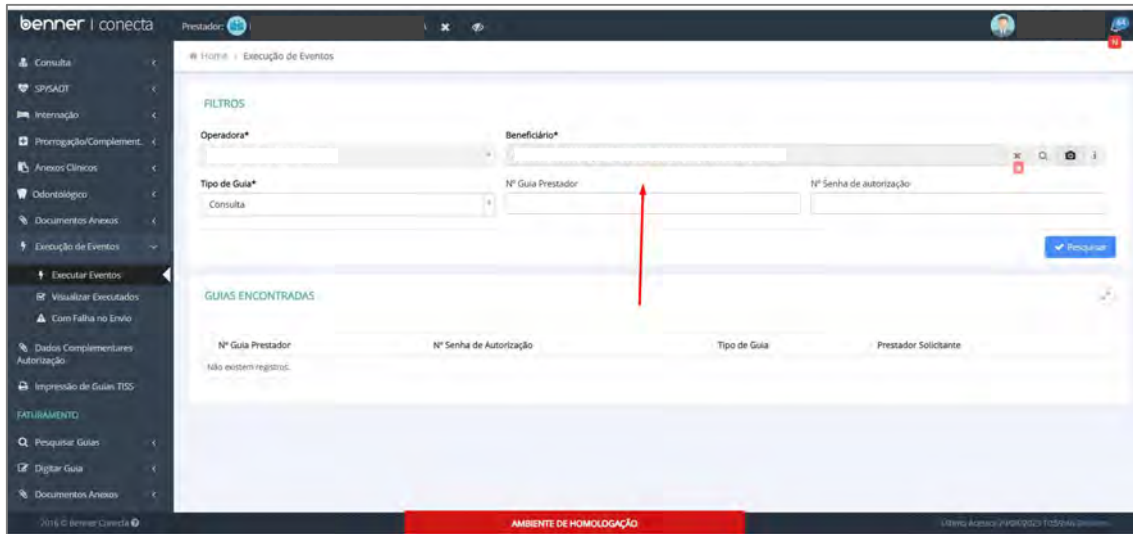 benner | conecta
Prestador:
64
N
Consulta
Home
Execução de Eventos
SP/SADT
FILTROS
Internação
Operadora*
Beneficiário*
Prorrogação/Complement.
Anexos Clínicos
Tipo de Guia*
Nº Guia Prestador
Nº Senha de autorização
Odontológico
Consulta
Documentos Anexos
Execução de Eventos
Pesquisar
Executar Eventos
Visualizar Executados
GUIAS ENCONTRADAS
Com Falha no Envio
Nº Guia Prestador
Nº Senha de Autorização
Tipo de Guia
Prestador Solicitante
Dados Complementares
Autorização
Não existem registros.
Impressão de Guias TISS
FATURAMENTO
Pesquisar Guias
Digitar Guia
Documentos Anexos
2016 © Benner Conecta
AMBIENTE DE HOMOLOGAÇÃO